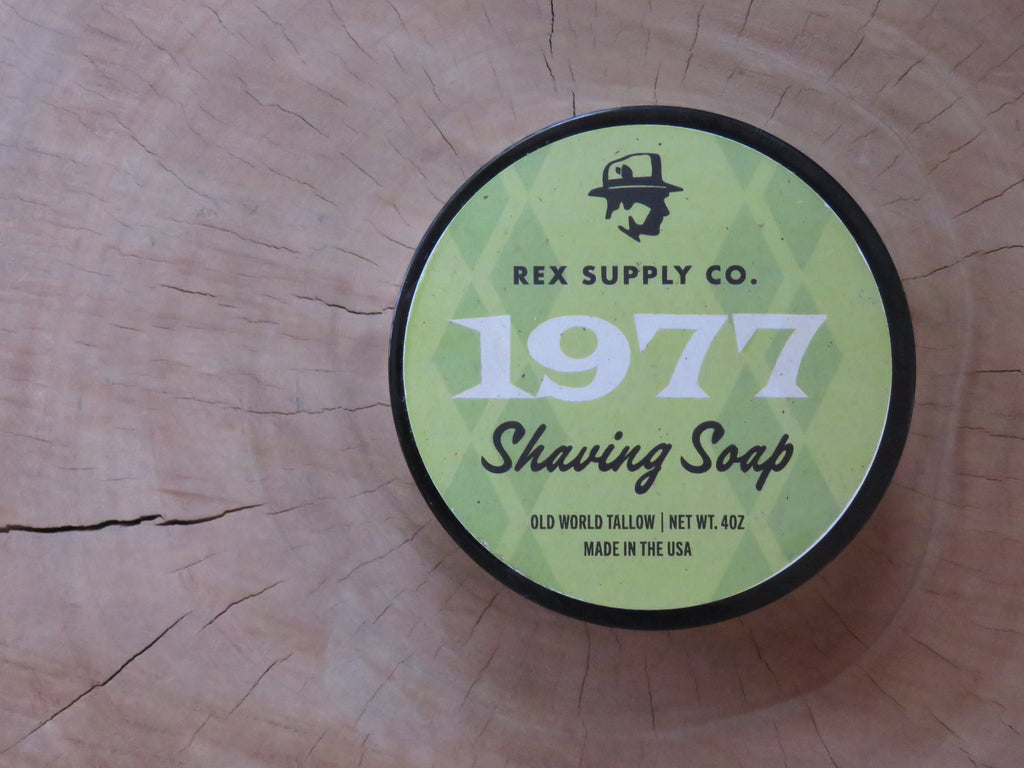 REX SUPPLY CO.
1977
Shaving Soap
OLD WORLD TALLOW | NET WT. 4OZ
MADE IN THE USA